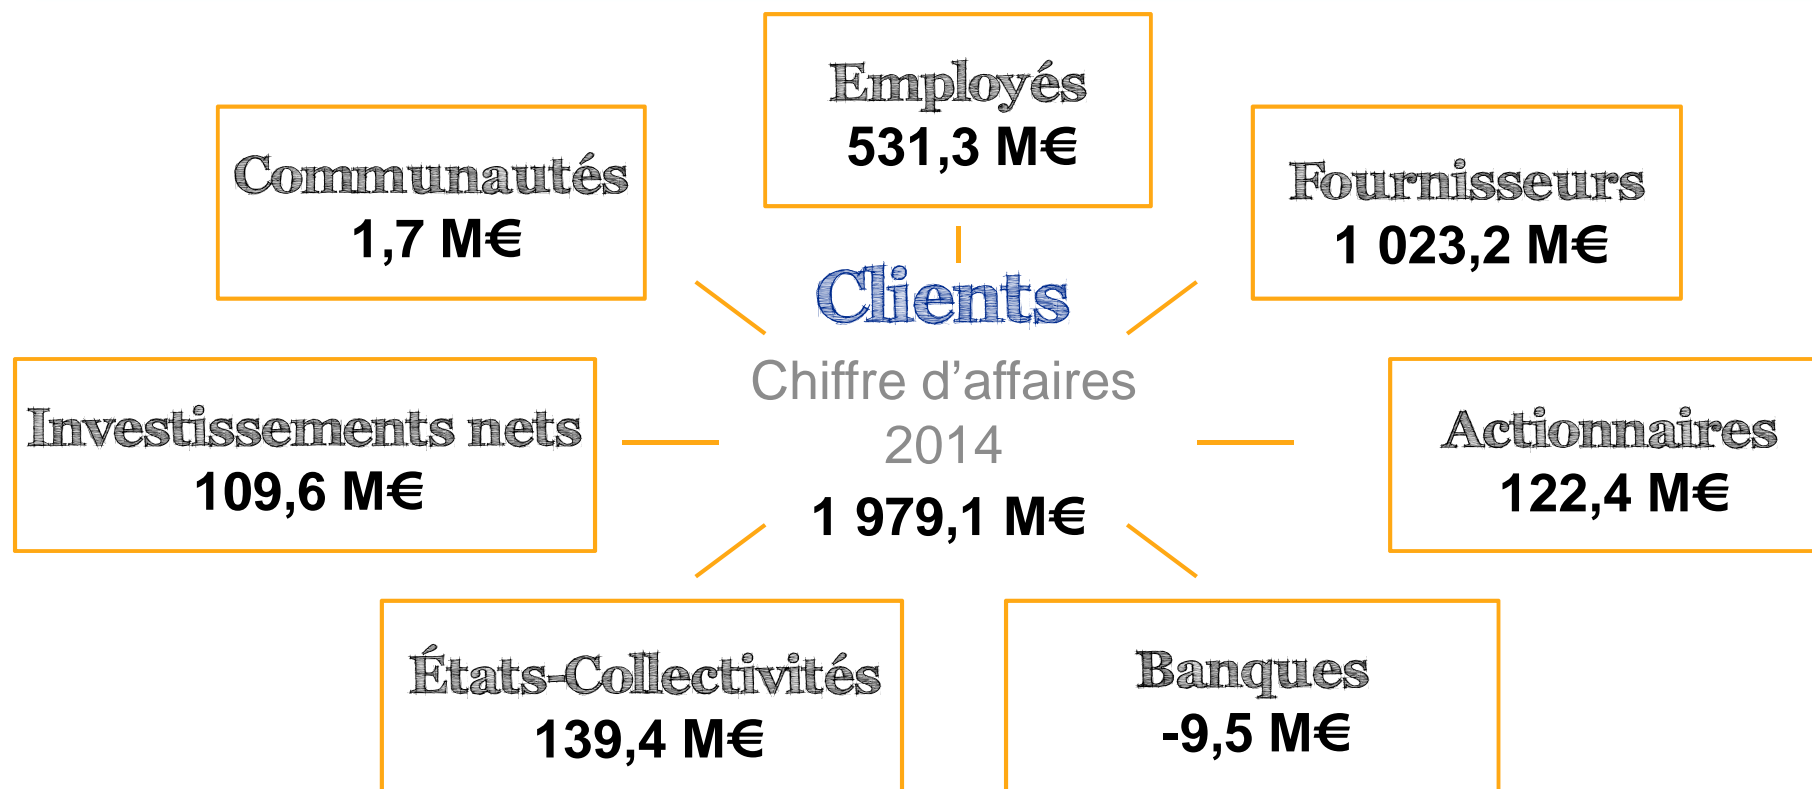 Employés
531,3 M€
Communautés
1,7 M€
Fournisseurs
1 023,2 M€
Clients
Chiffre d’affaires
2014
1 979,1 M€
Investissements nets
109,6 M€
Actionnaires
122,4 M€
États-Collectivités
139,4 M€
Banques
-9,5 M€